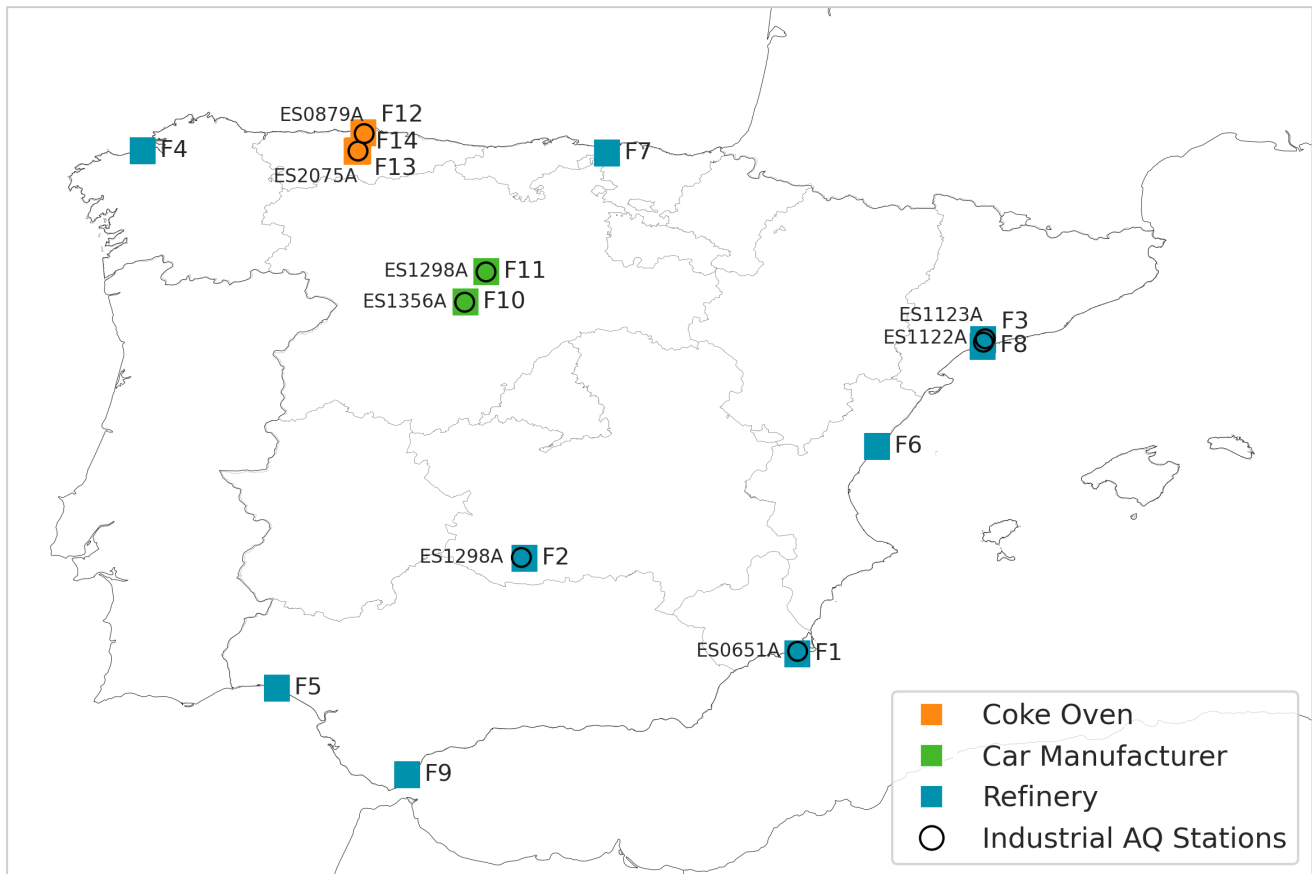 ES0879A F12
F14
F4
F7
F13
ES2075A
ES1298A F11
ES1356A F10
ES1123A
F3
ES1122A F8
F6
ES1298A F2
ES0651A F1
F5
F9
Coke Oven
Car Manufacturer
Refinery
Industrial AQ Stations